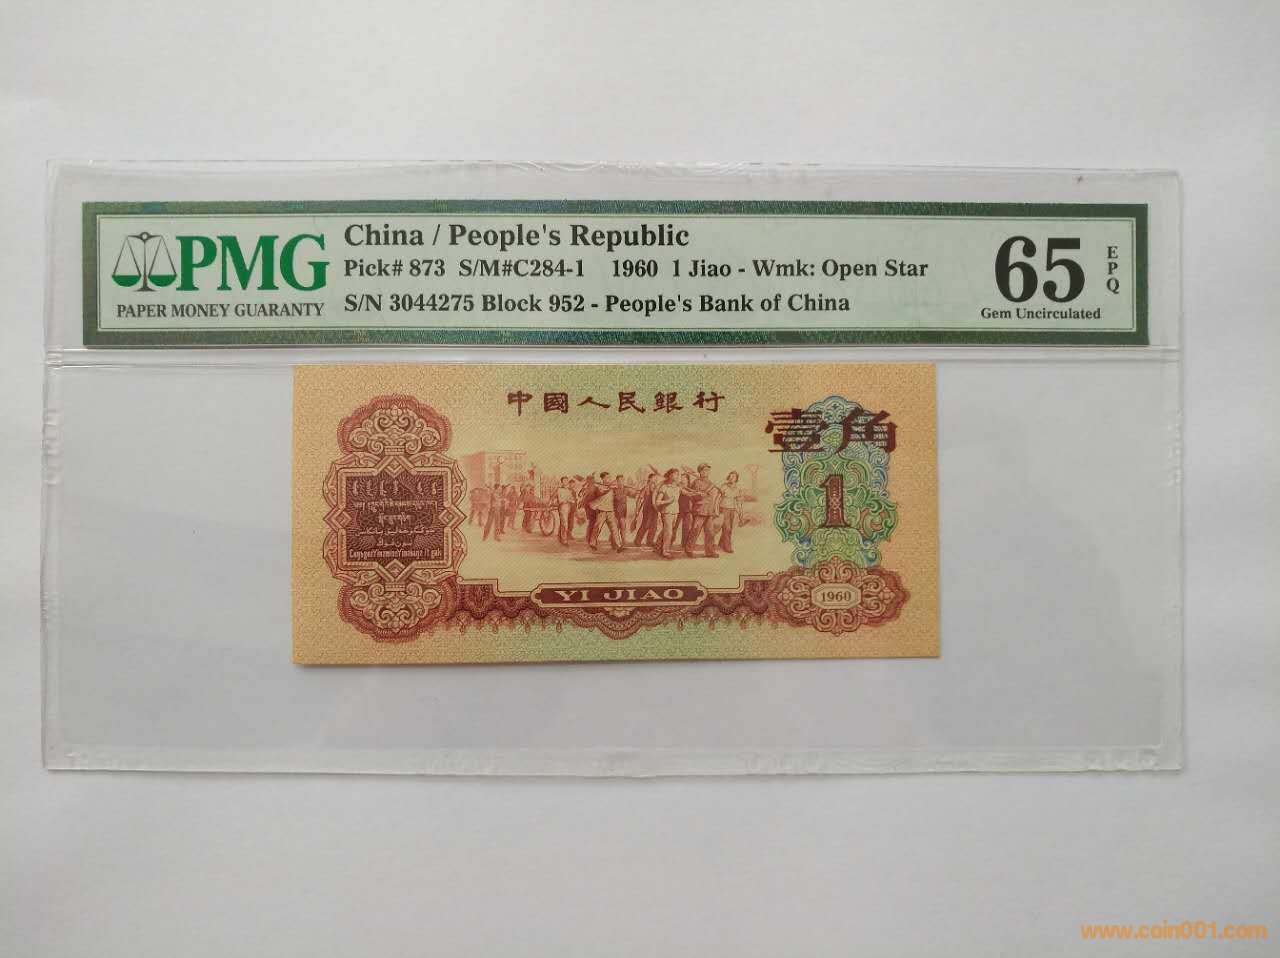 PMG
PAPER MONEY GUARANTY
China / People's Republic
Pick# 873 S/M#C284-1 1960 1 Jiao - Wmk: Open Star
S/N 3044275 Block 952 - People's Bank of China
65
EPQ
Gem Uncirculated
中國人民銀行
壹角
1
YI JIAO
1960
www.coin001.com